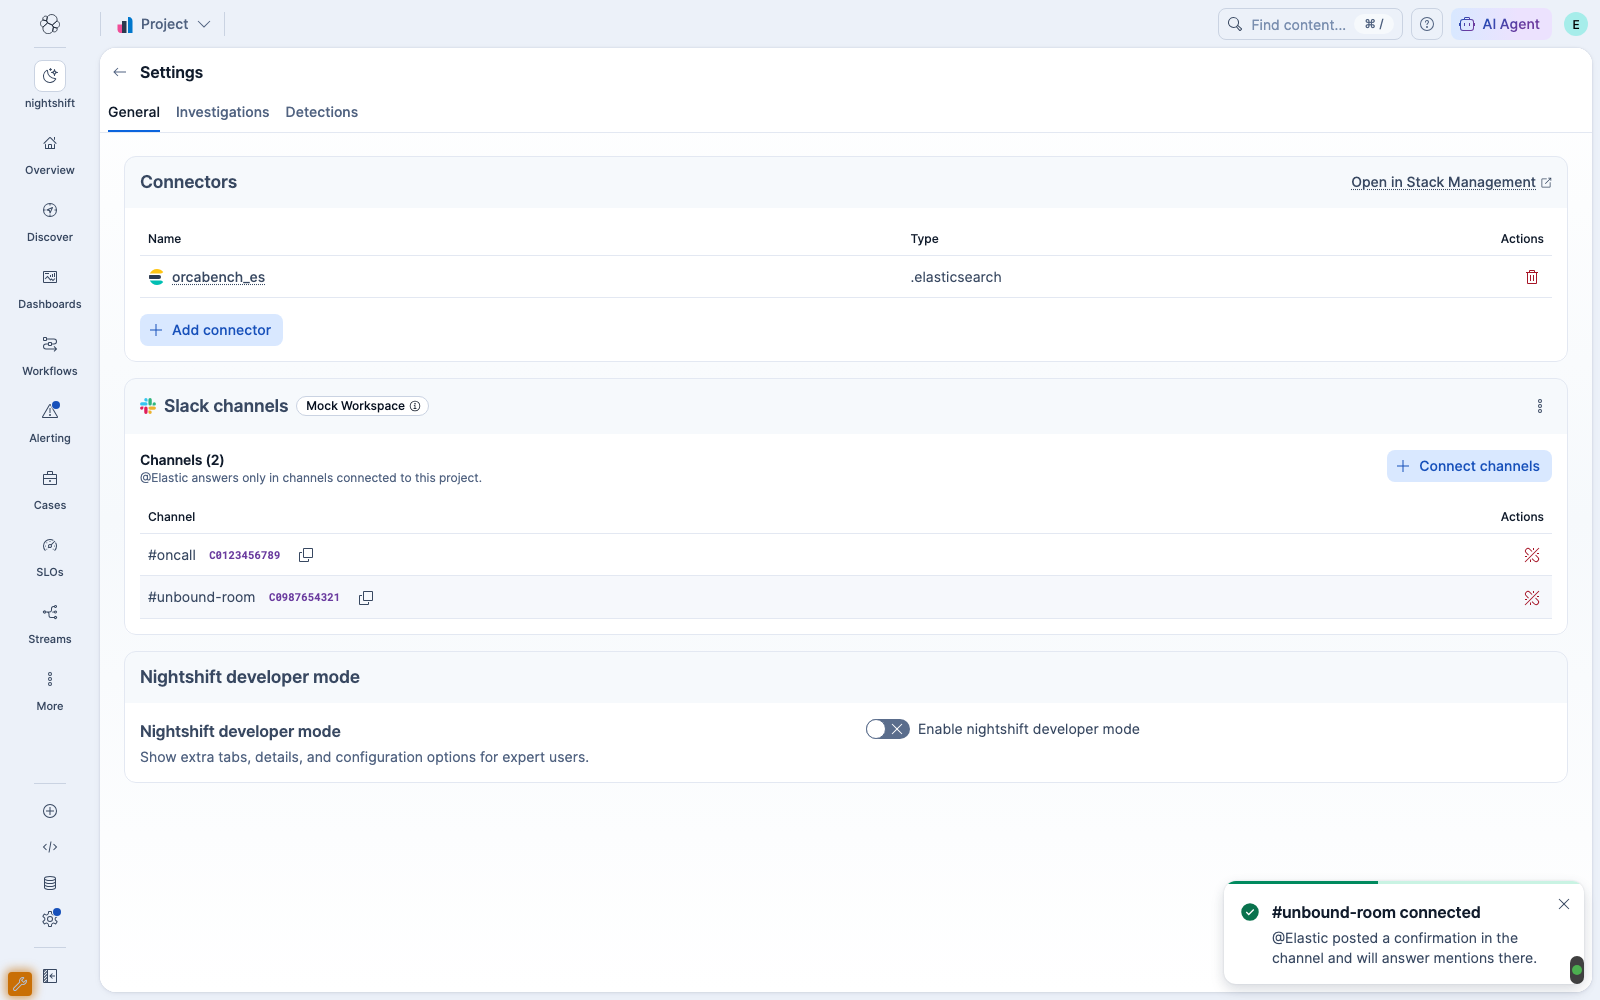 Project
Find content...
⌘ /
AI Agent
E
nightshift
Overview
Discover
Dashboards
Workflows
Alerting
Cases
SLOs
Streams
More
Settings
General
Investigations
Detections
Connectors
Open in Stack Management
Name
Type
Actions
orcabench_es
.elasticsearch
Add connector
Slack channels
Mock Workspace
Channels (2)
@Elastic answers only in channels connected to this project.
Connect channels
Channel
Actions
#oncall
C0123456789
#unbound-room
C0987654321
Nightshift developer mode
Nightshift developer mode
Show extra tabs, details, and configuration options for expert users.
Enable nightshift developer mode
#unbound-room connected
@Elastic posted a confirmation in the
channel and will answer mentions there.